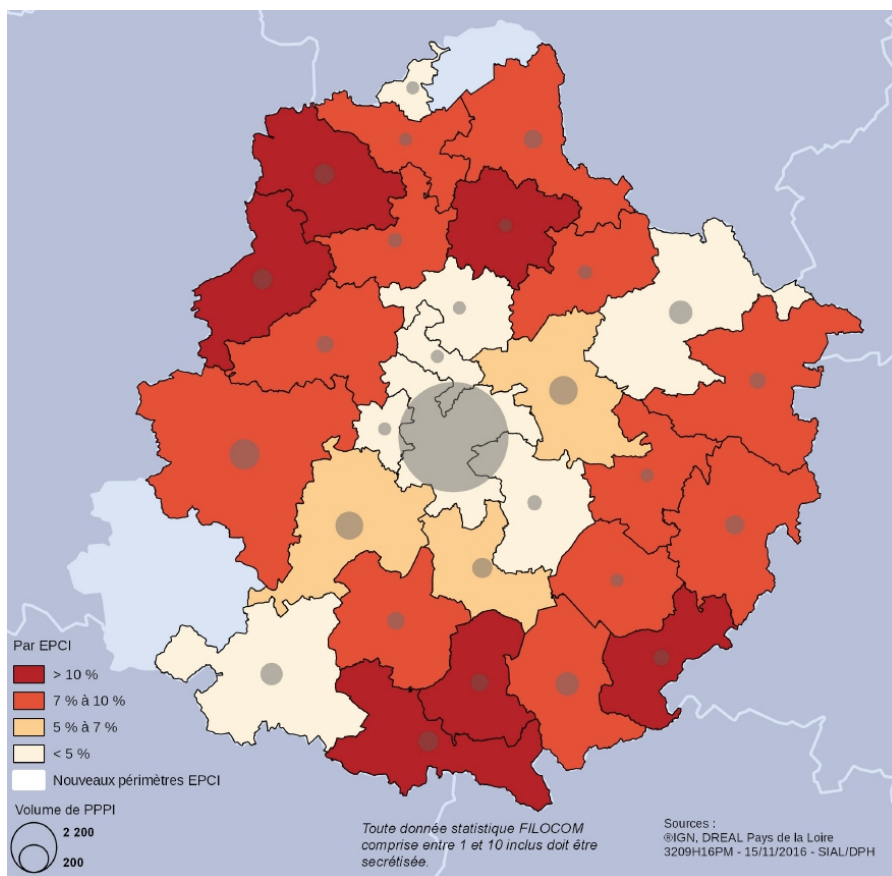 Par EPCI
> 10 %
7 % à 10 %
5 % à 7 %
< 5 %
Nouveaux périmètres EPCI
Volume de PPPI
2 200
200
Toute donnée statistique FILOCOM
comprise entre 1 et 10 inclus doit être
secrétisée.
Sources :
®IGN, DREAL Pays de la Loire
3209H16PM - 15/11/2016 - SIAL/DPH